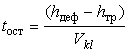 t_ост = (h_деф − h_тр) / V_kl